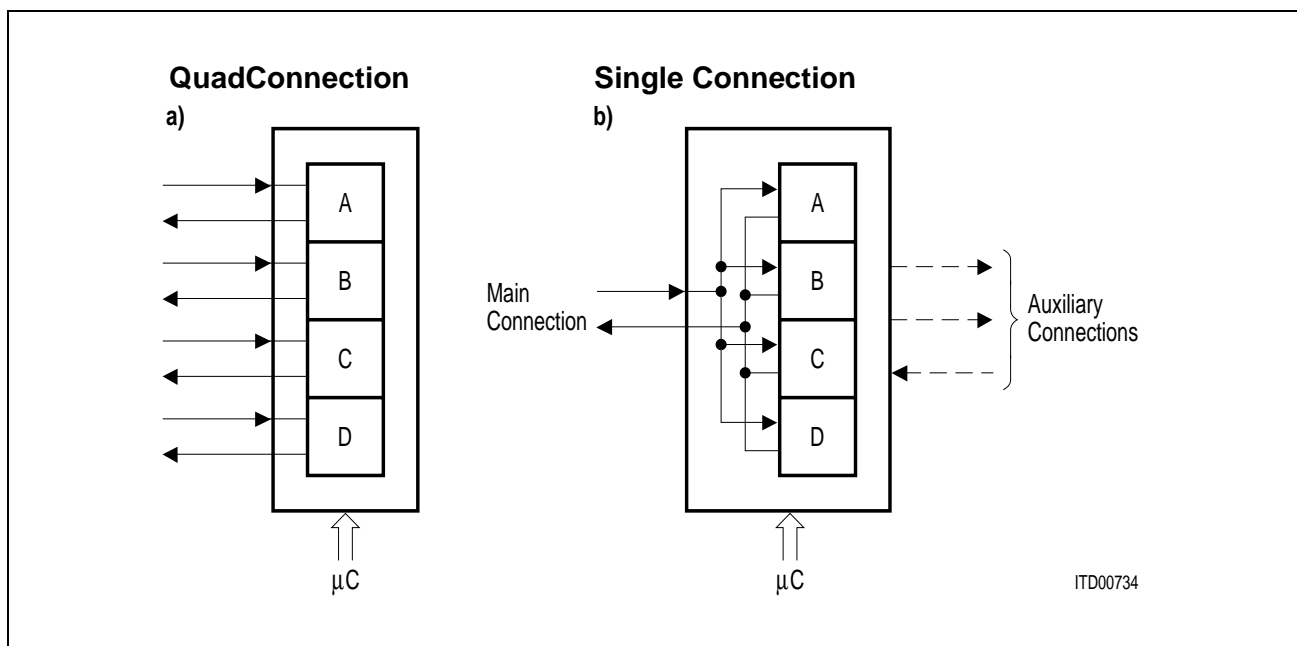 QuadConnection
a)
A
B
C
D
µC
Single Connection
b)
Main
Connection
A
B
C
D
Auxiliary
Connections
µC
ITD00734